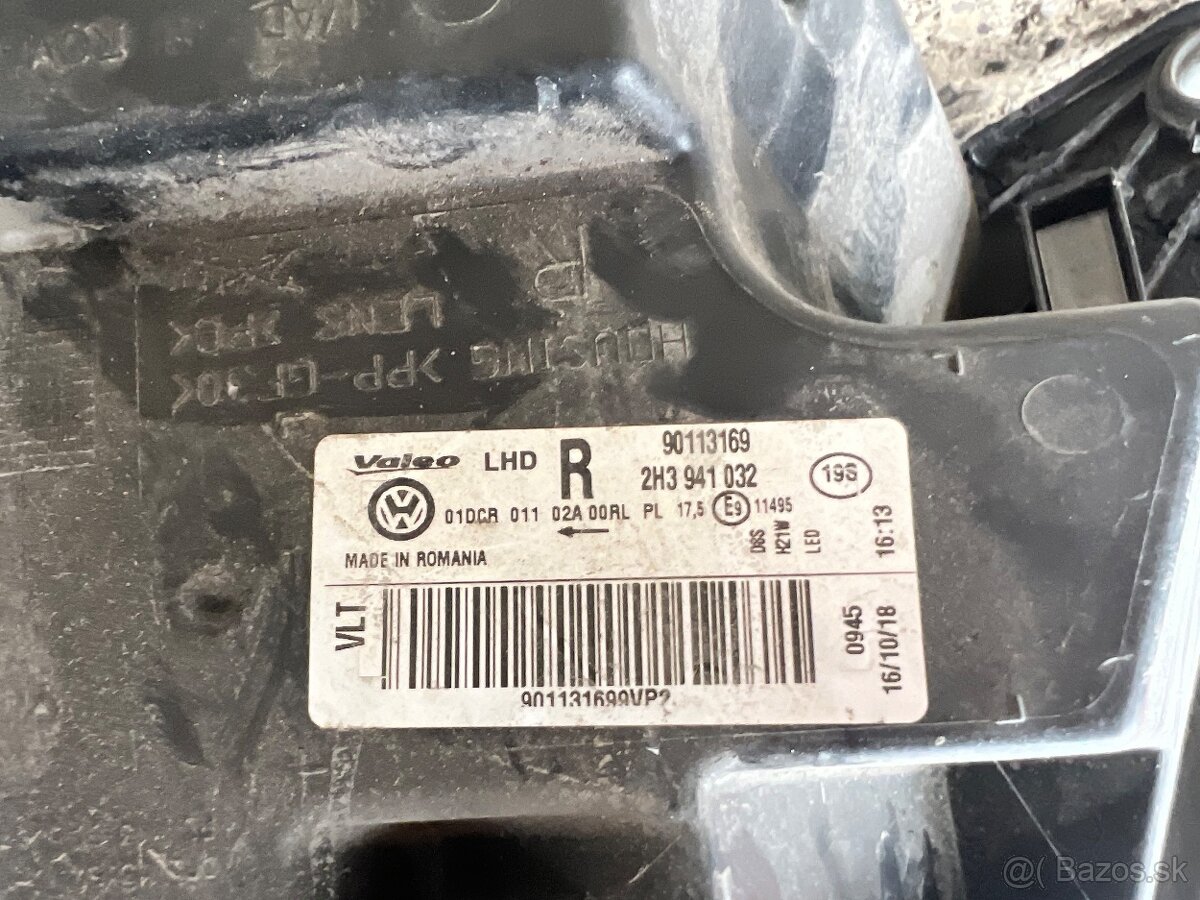 HOUSING >PP-GF30<
LENS >PC<
Valeo LHD R 90113169
2H3 941 032 19S
01DCR 011 02A 00RL PL 17,5 E9 11495
D8S
H21W
LED
16:13
MADE IN ROMANIA
VLT
0945
16/10/18
901131699VP2
@( Bazos.sk